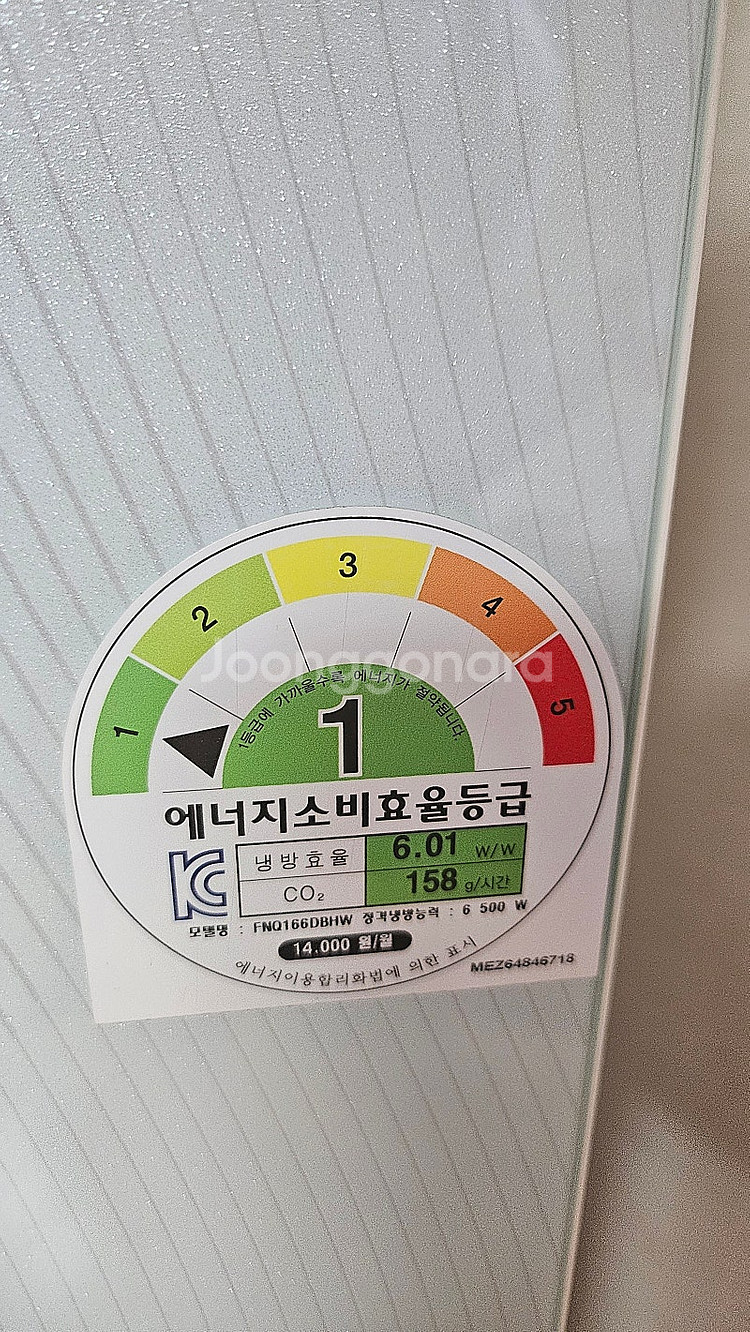 1
2
3
4
5
Joonggonara
1등급에 가까울수록 에너지가 절약됩니다.
1
에너지소비효율등급
냉방효율 6.01 W/W
CO₂ 158 g/시간
모델명 : FNQ166DBHW 정격냉방능력 : 6 500 W
14.000 원/월
에너지이용합리화법에 의한 표시
MEZ64846718